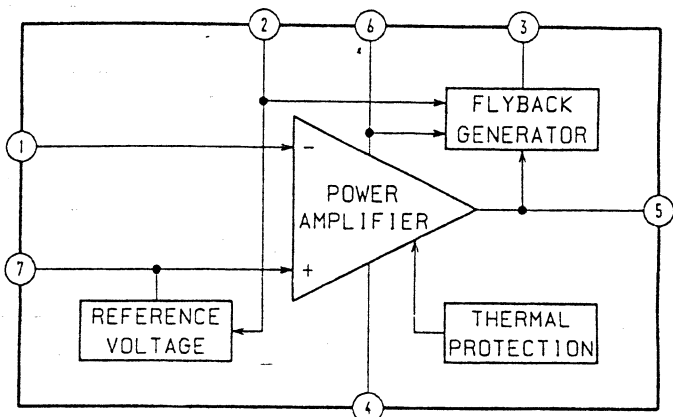 2
6
3
FLYBACK
GENERATOR
1
-
POWER
AMPLIFIER
5
7
+
REFERENCE
VOLTAGE
THERMAL
PROTECTION
4